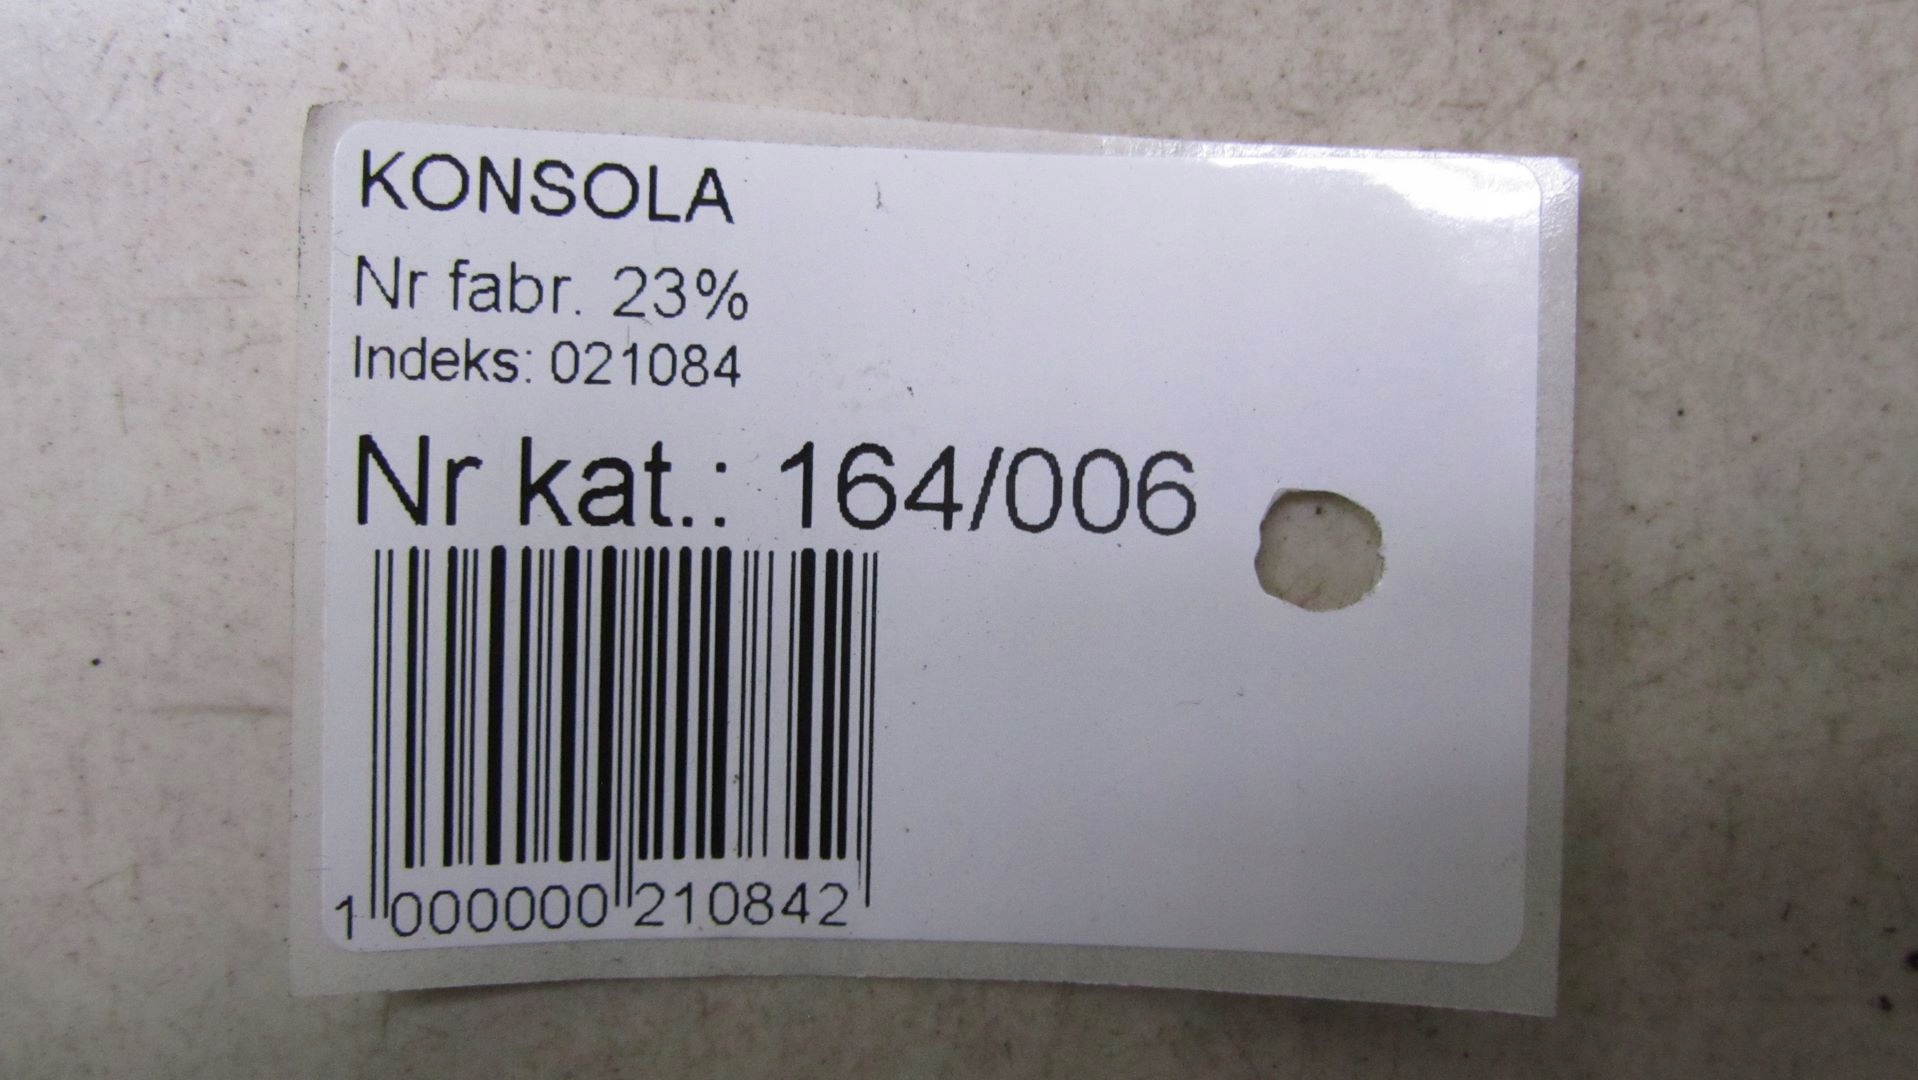 KONSOLA
Nr fabr. 23%
Indeks: 021084
Nr kat.: 164/006
1 000000 210842